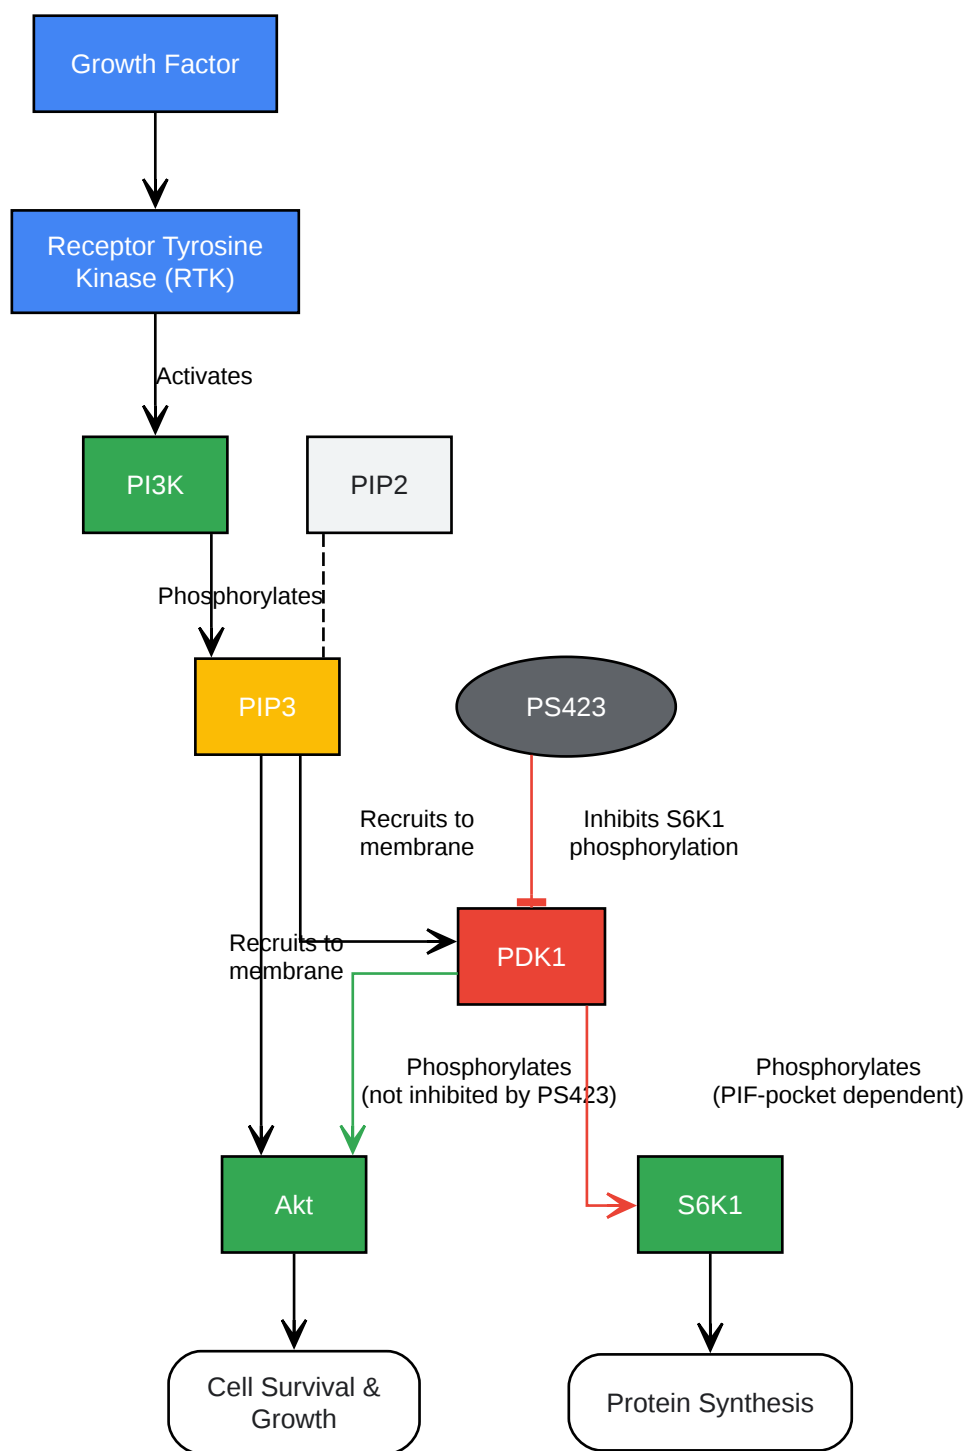 Growth Factor
Receptor Tyrosine
Kinase (RTK)
Activates
PI3K
PIP2
Phosphorylates
PIP3
PS423
Recruits to
membrane
Inhibits S6K1
phosphorylation
Recruits to
membrane
PDK1
Phosphorylates
(not inhibited by PS423)
Phosphorylates
(PIF-pocket dependent)
Akt
S6K1
Cell Survival &
Growth
Protein Synthesis